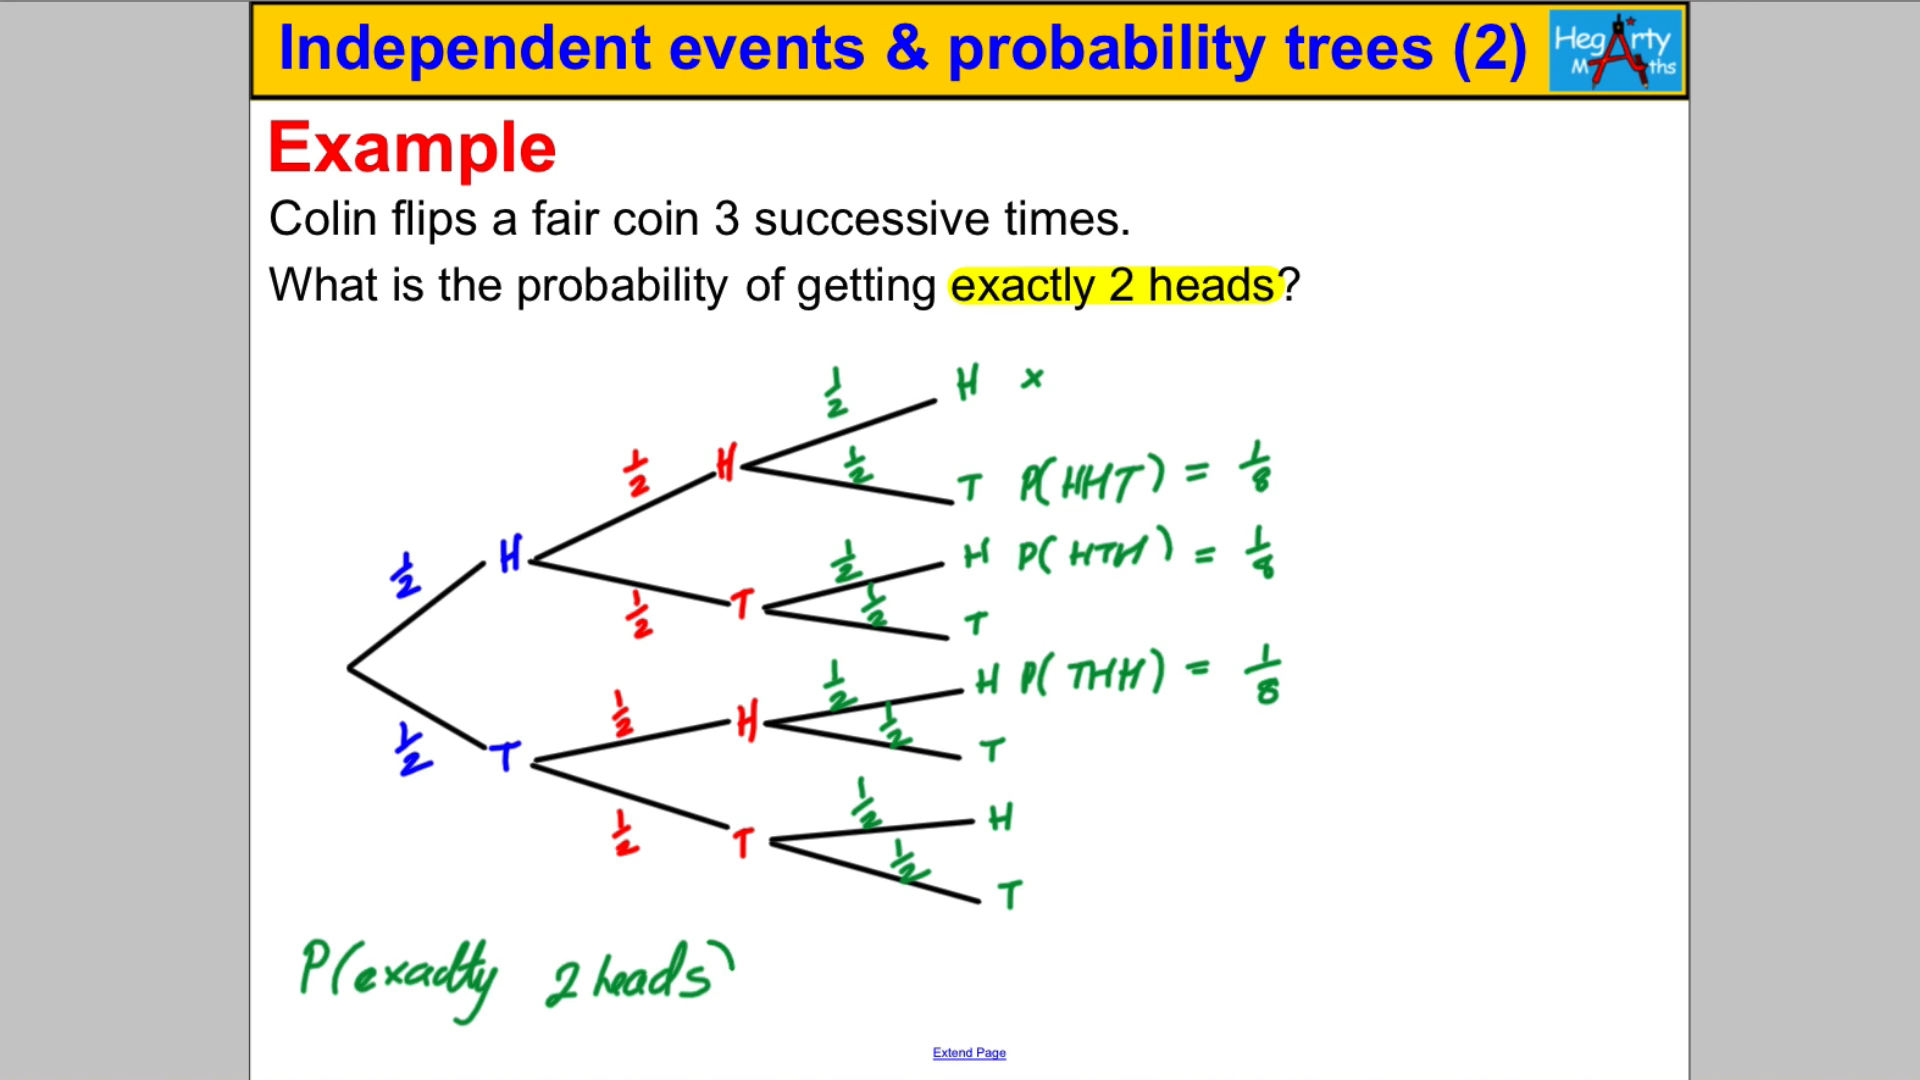 Independent events & probability trees (2)
HegArty
MAths
Example
Colin flips a fair coin 3 successive times.
What is the probability of getting exactly 2 heads?
1/2 H ×
1/2 H
1/2 T P(HHT) = 1/8
1/2 H
1/2 H P(HTH) = 1/8
1/2 T
1/2 T
1/2 H P(THH) = 1/8
1/2 H
1/2 T
1/2 T
1/2 H
1/2 T
1/2 T
P(exactly 2 heads)
Extend Page